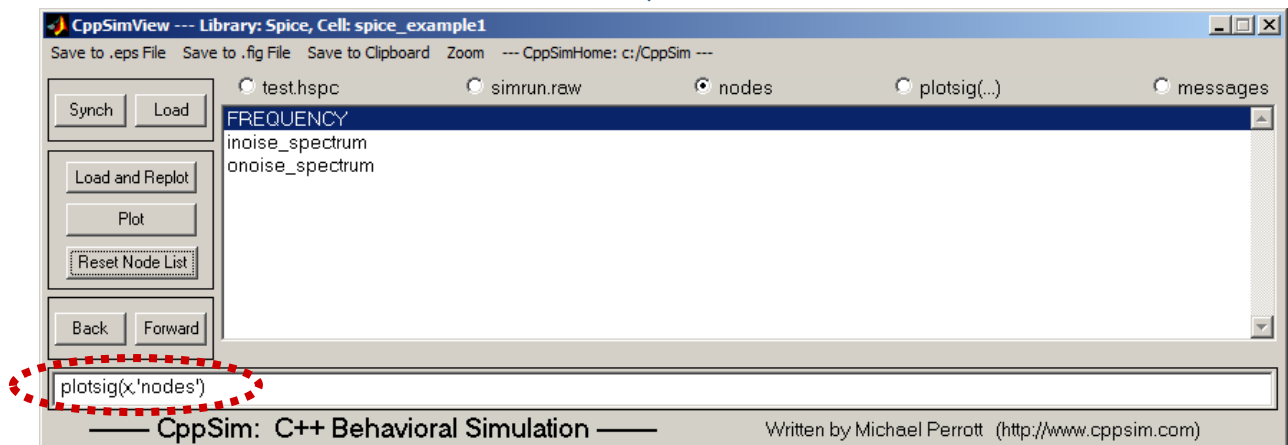 CppSimView --- Library: Spice, Cell: spice_example1
Save to .eps File Save to .fig File Save to Clipboard Zoom --- CppSimHome: c:/CppSim ---
test.hspc simrun.raw nodes plotsig(...) messages
Synch Load
FREQUENCY
inoise_spectrum
onoise_spectrum
Load and Replot
Plot
Reset Node List
Back Forward
plotsig(x,'nodes')
CppSim: C++ Behavioral Simulation
Written by Michael Perrott (http://www.cppsim.com)